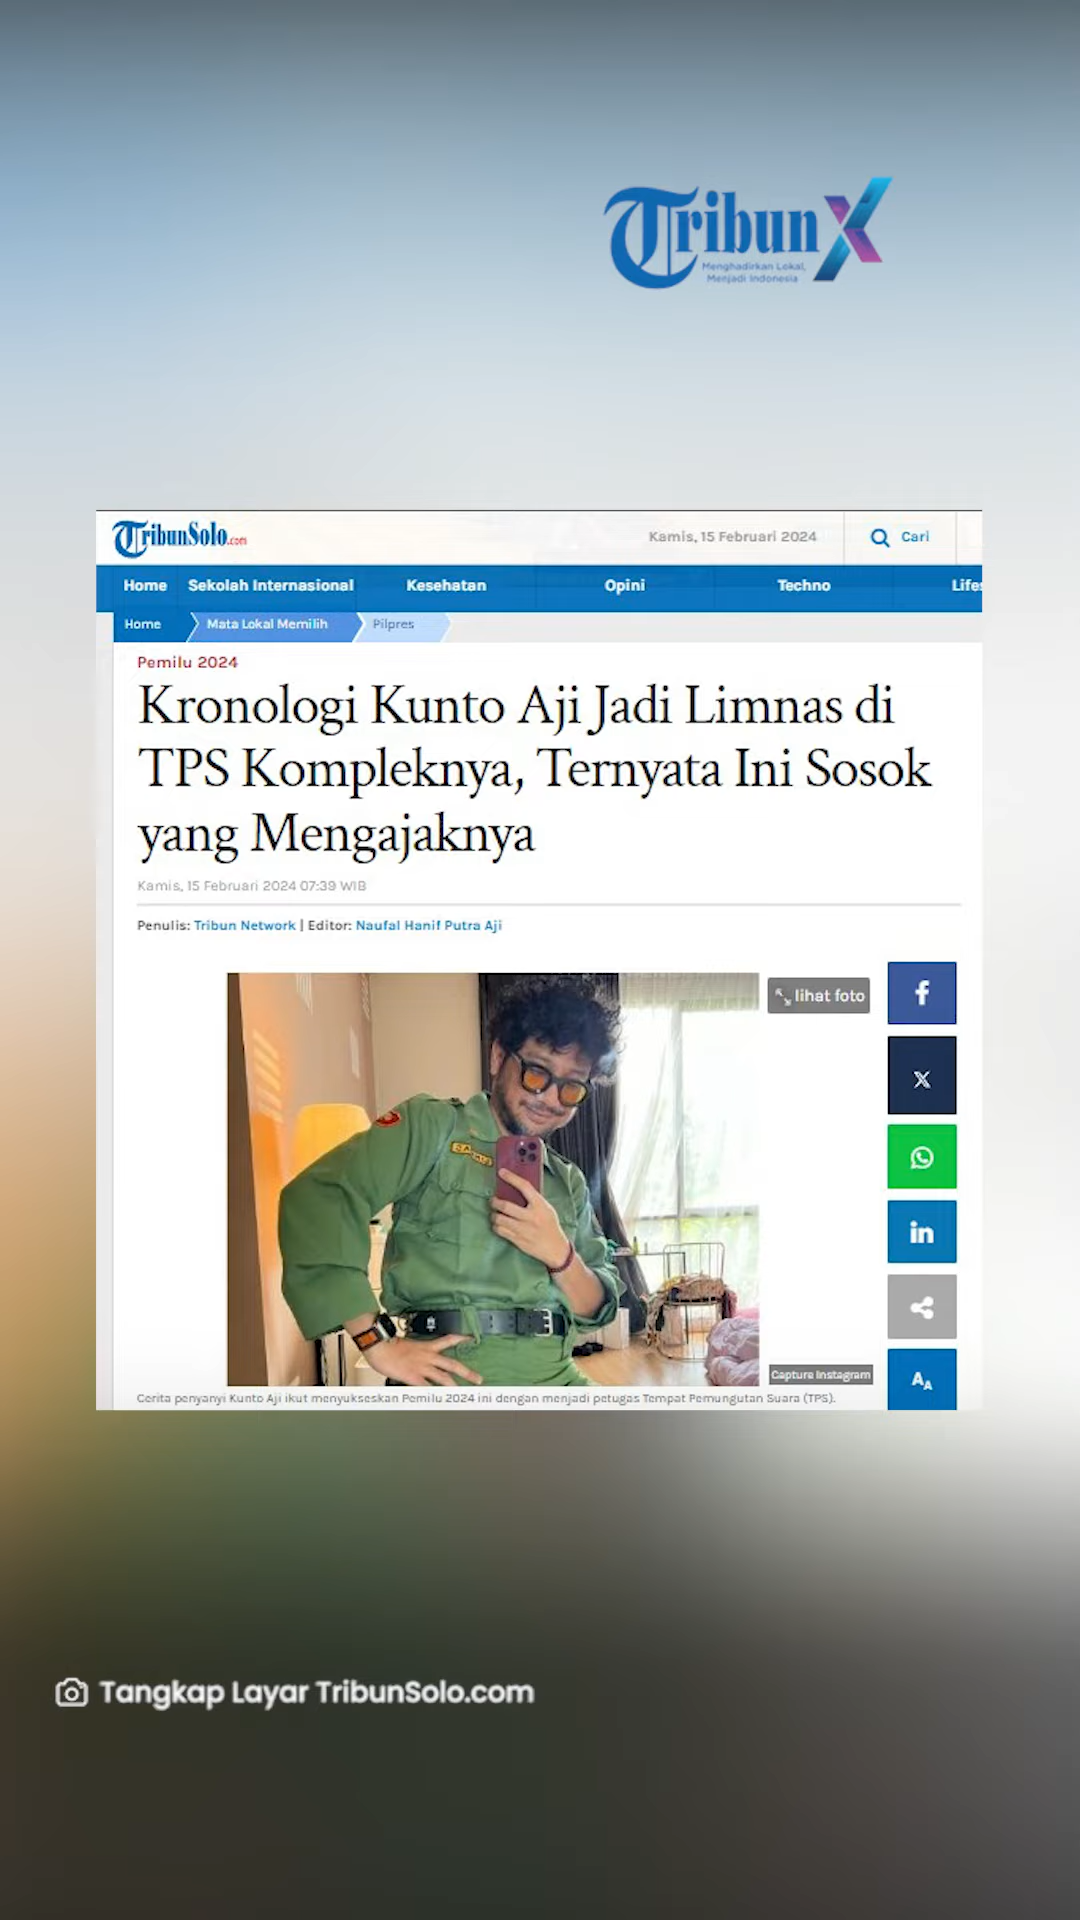 Tribun X
Menghadirkan Lokal,
Menjadi Indonesia
TribunSolo.com
Kamis, 15 Februari 2024
Cari
Home Sekolah Internasional Kesehatan Opini Techno Lifes
Home Mata Lokal Memilih Pilpres
Pemilu 2024
Kronologi Kunto Aji Jadi Limnas di
TPS Kompleknya, Ternyata Ini Sosok
yang Mengajaknya
Kamis, 15 Februari 2024 07:39 WIB
Penulis: Tribun Network | Editor: Naufal Hanif Putra Aji
lihat foto
f
X
in
Capture Instagram
AA
Cerita penyanyi Kunto Aji ikut menyukseskan Pemilu 2024 ini dengan menjadi petugas Tempat Pemungutan Suara (TPS).
Tangkap Layar TribunSolo.com